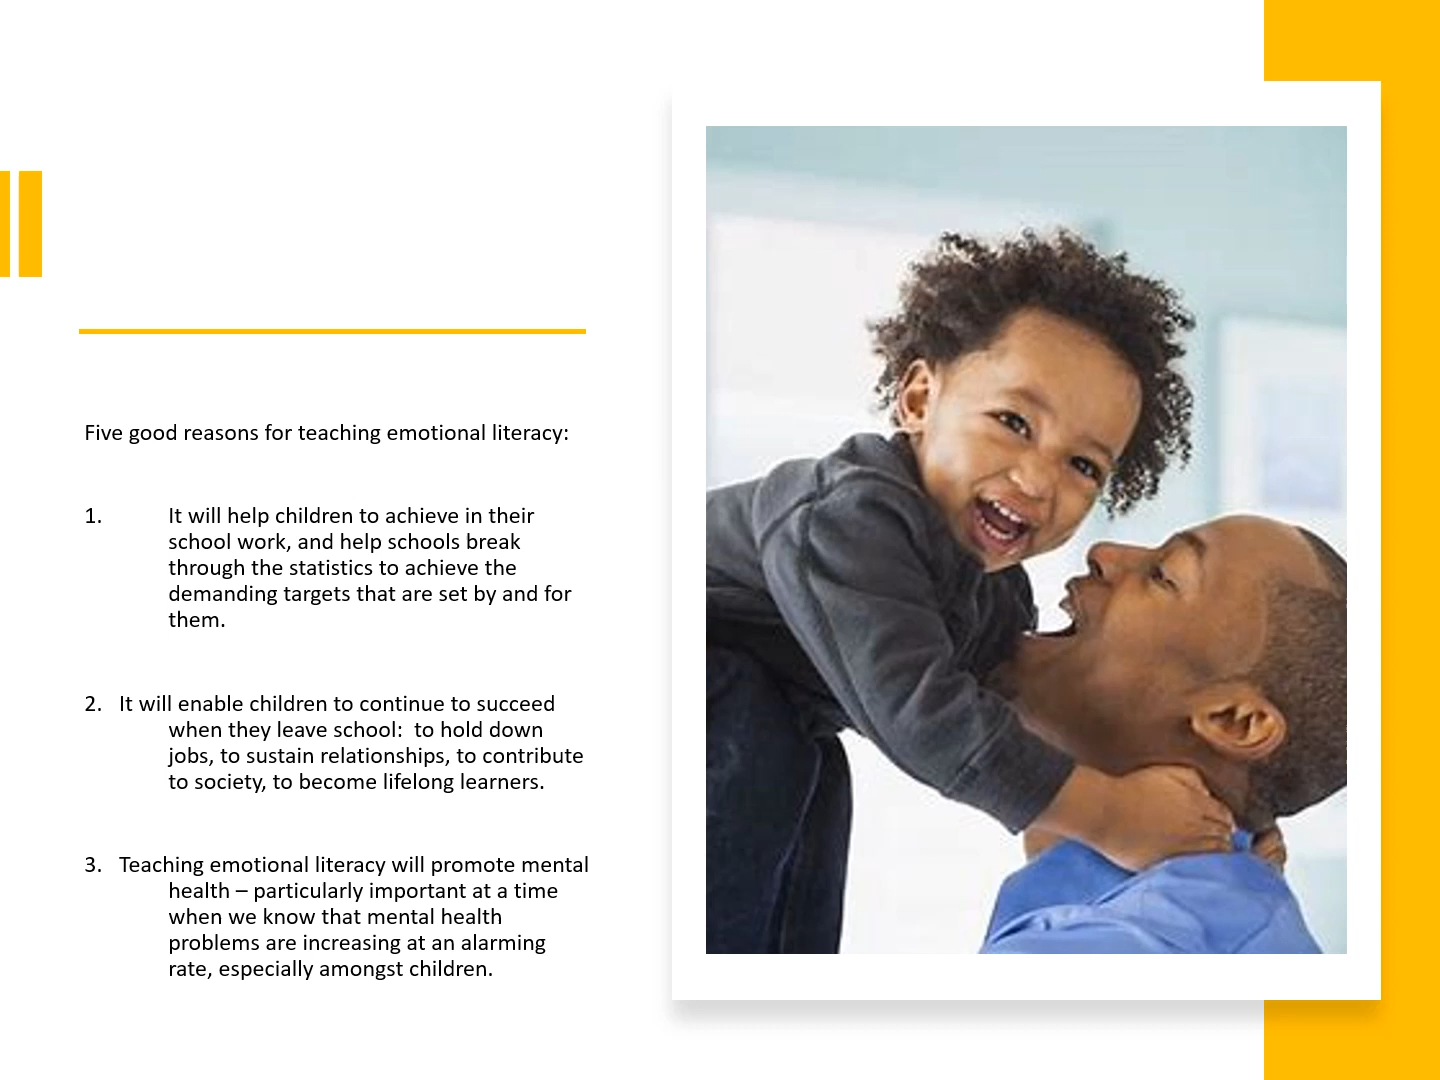 Five good reasons for teaching emotional literacy:
1. It will help children to achieve in their
school work, and help schools break
through the statistics to achieve the
demanding targets that are set by and for
them.
2. It will enable children to continue to succeed
when they leave school:  to hold down
jobs, to sustain relationships, to contribute
to society, to become lifelong learners.
3. Teaching emotional literacy will promote mental
health – particularly important at a time
when we know that mental health
problems are increasing at an alarming
rate, especially amongst children.